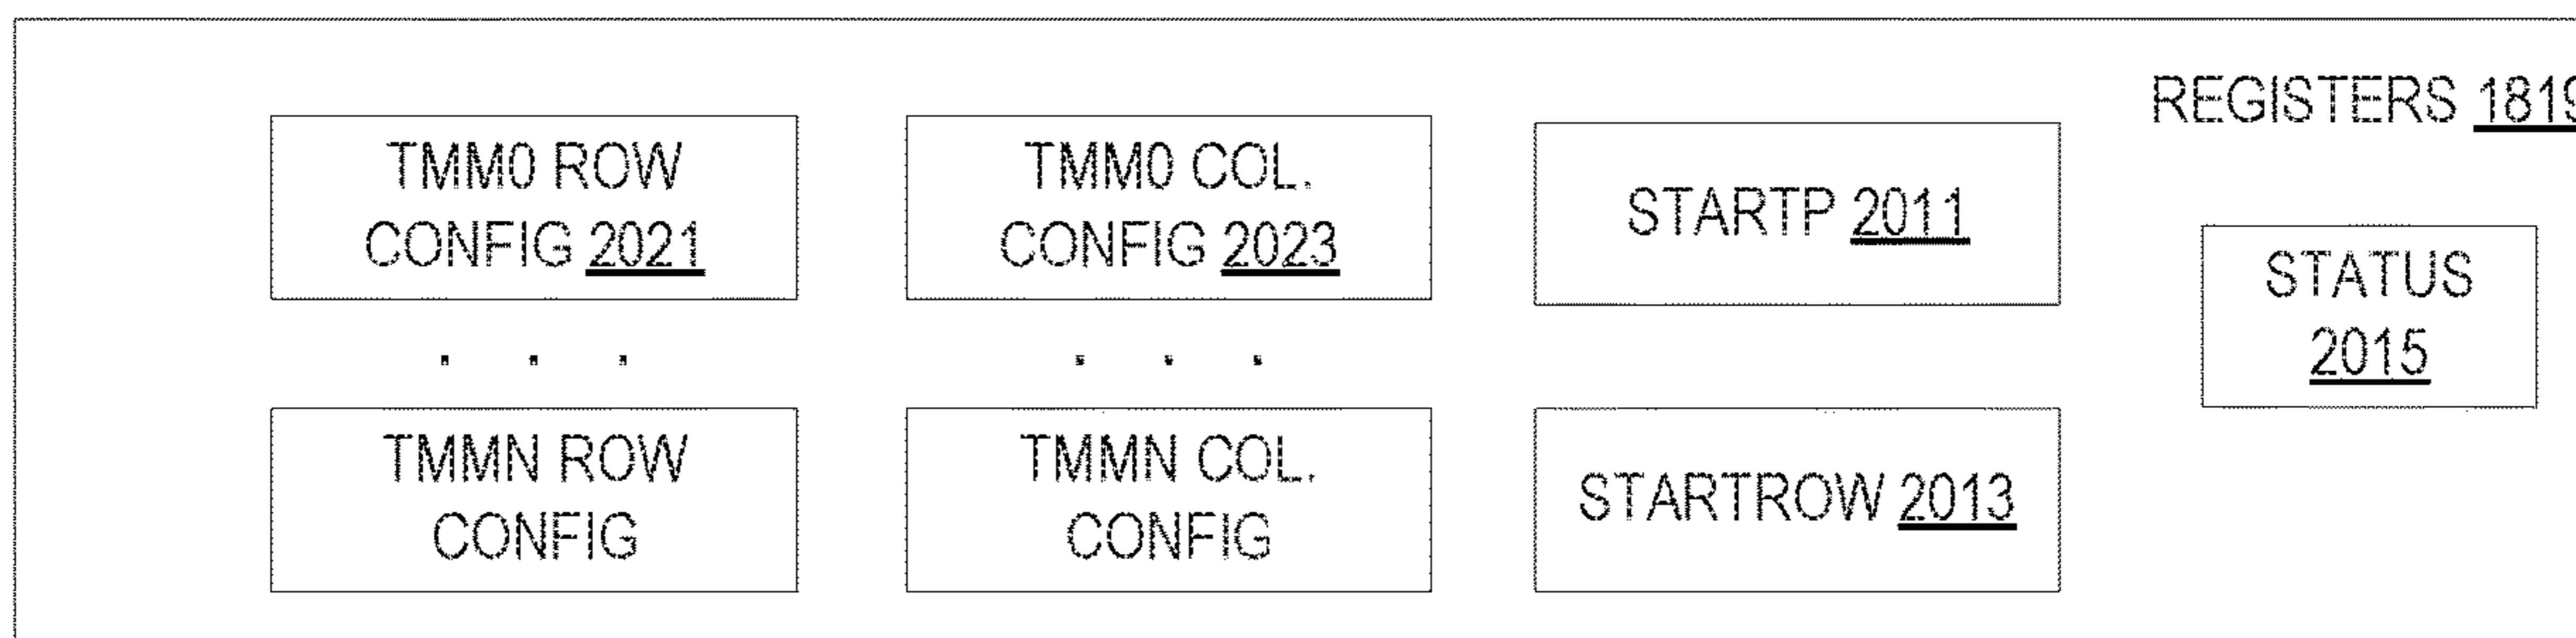 REGISTERS 1819
TMM0 ROW
CONFIG 2021
TMM0 COL.
CONFIG 2023
STARTP 2011
STATUS
2015
. . .
. . .
TMMN ROW
CONFIG
TMMN COL.
CONFIG
STARTROW 2013